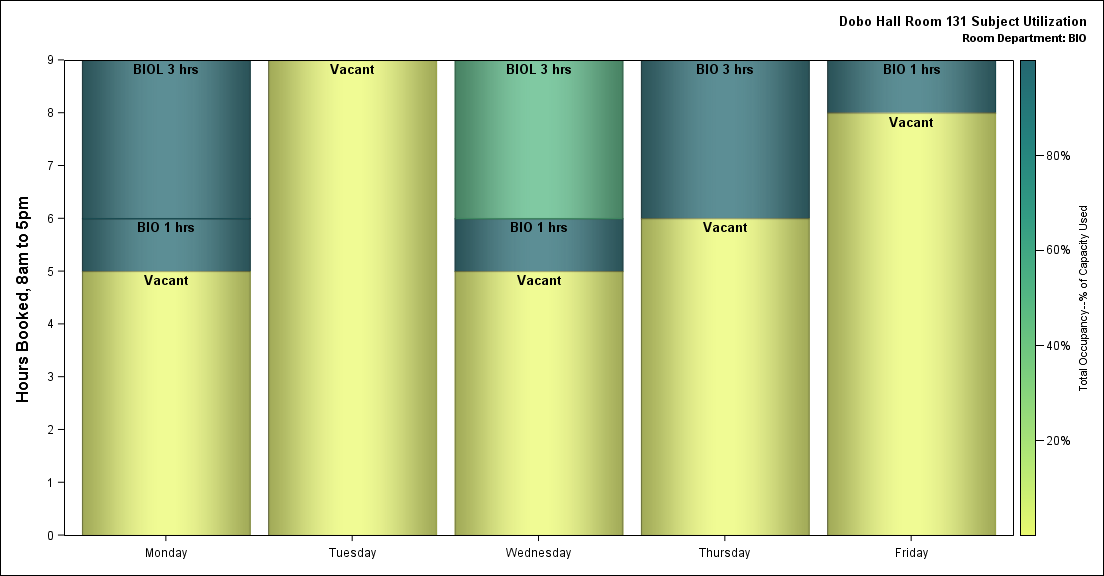 Dobo Hall Room 131 Subject Utilization
Room Department: BIO
Hours Booked, 8am to 5pm
9
8
7
6
5
4
3
2
1
0
BIOL 3 hrs
BIO 1 hrs
Vacant
Vacant
BIOL 3 hrs
BIO 1 hrs
Vacant
BIO 3 hrs
Vacant
BIO 1 hrs
Vacant
Monday
Tuesday
Wednesday
Thursday
Friday
80%
60%
40%
20%
Total Occupancy--% of Capacity Used